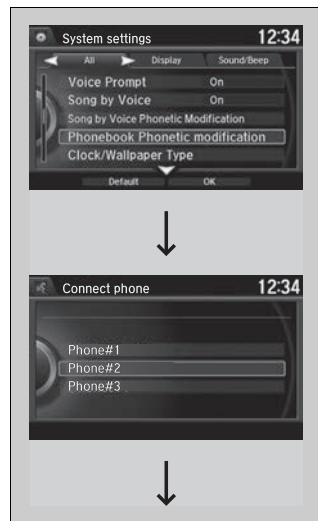 System settings 12:34
All Display Sound/Beep
Voice Prompt On
Song by Voice On
Song by Voice Phonetic Modification
Phonebook Phonetic modification
Clock/Wallpaper Type
Default OK
Connect phone 12:34
Phone#1
Phone#2
Phone#3